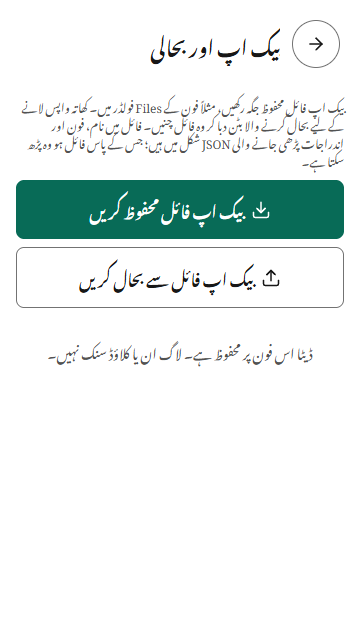 بیک اپ اور بحالی
بیک اپ فائل محفوظ جگہ رکھیں، مثلاً فون کے Files فولڈر میں۔ کھاتہ واپس لانے
کے لیے بحال کرنے والا بٹن دبا کر وہ فائل چنیں۔ فائل میں نام، فون اور
اندراجات پڑھی جانے والی JSON شکل میں ہیں؛ جس کے پاس فائل ہو وہ پڑھ
سکتا ہے۔
بیک اپ فائل محفوظ کریں
بیک اپ فائل سے بحال کریں
ڈیٹا اس فون پر محفوظ ہے۔ لاگ ان یا کلاؤڈ سنک نہیں۔